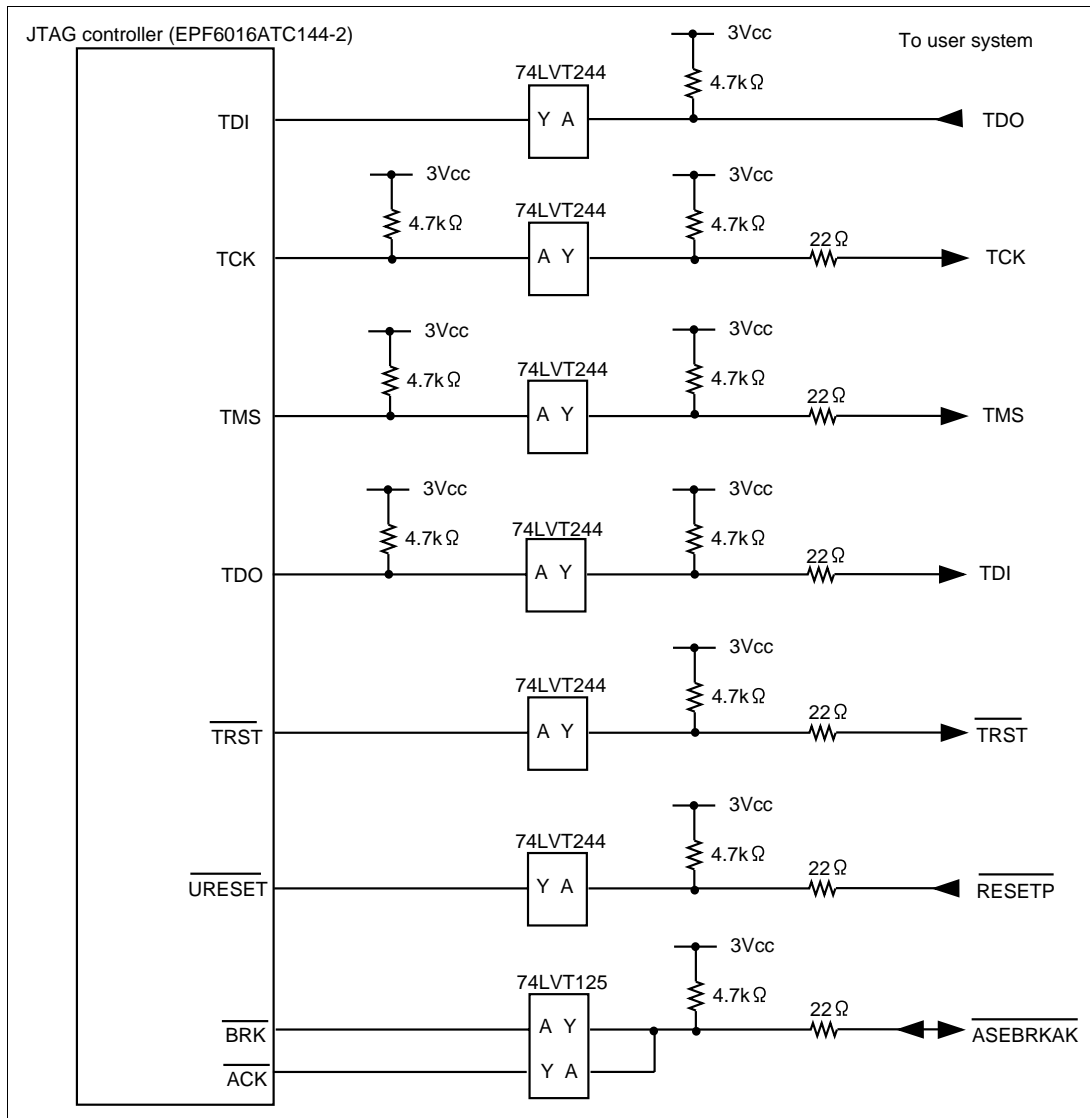 JTAG controller (EPF6016ATC144-2)
To user system
3Vcc
4.7kΩ
74LVT244
TDI
Y A
TDO
3Vcc
3Vcc
4.7kΩ
74LVT244
4.7kΩ
22Ω
TCK
A Y
TCK
3Vcc
3Vcc
4.7kΩ
74LVT244
4.7kΩ
22Ω
TMS
A Y
TMS
3Vcc
3Vcc
4.7kΩ
74LVT244
4.7kΩ
22Ω
TDO
A Y
TDI
3Vcc
4.7kΩ
74LVT244
22Ω
TRST
A Y
TRST
3Vcc
4.7kΩ
74LVT244
22Ω
URESET
Y A
RESETP
3Vcc
4.7kΩ
74LVT125
22Ω
BRK
A Y
ASEBRKAK
ACK
Y A